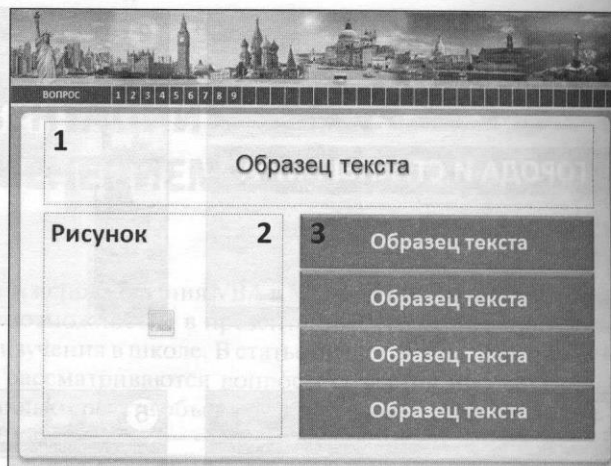 ВОПРОС 1 2 3 4 5 6 7 8 9
1
Образец текста
Рисунок 2
3 Образец текста
Образец текста
Образец текста
Образец текста